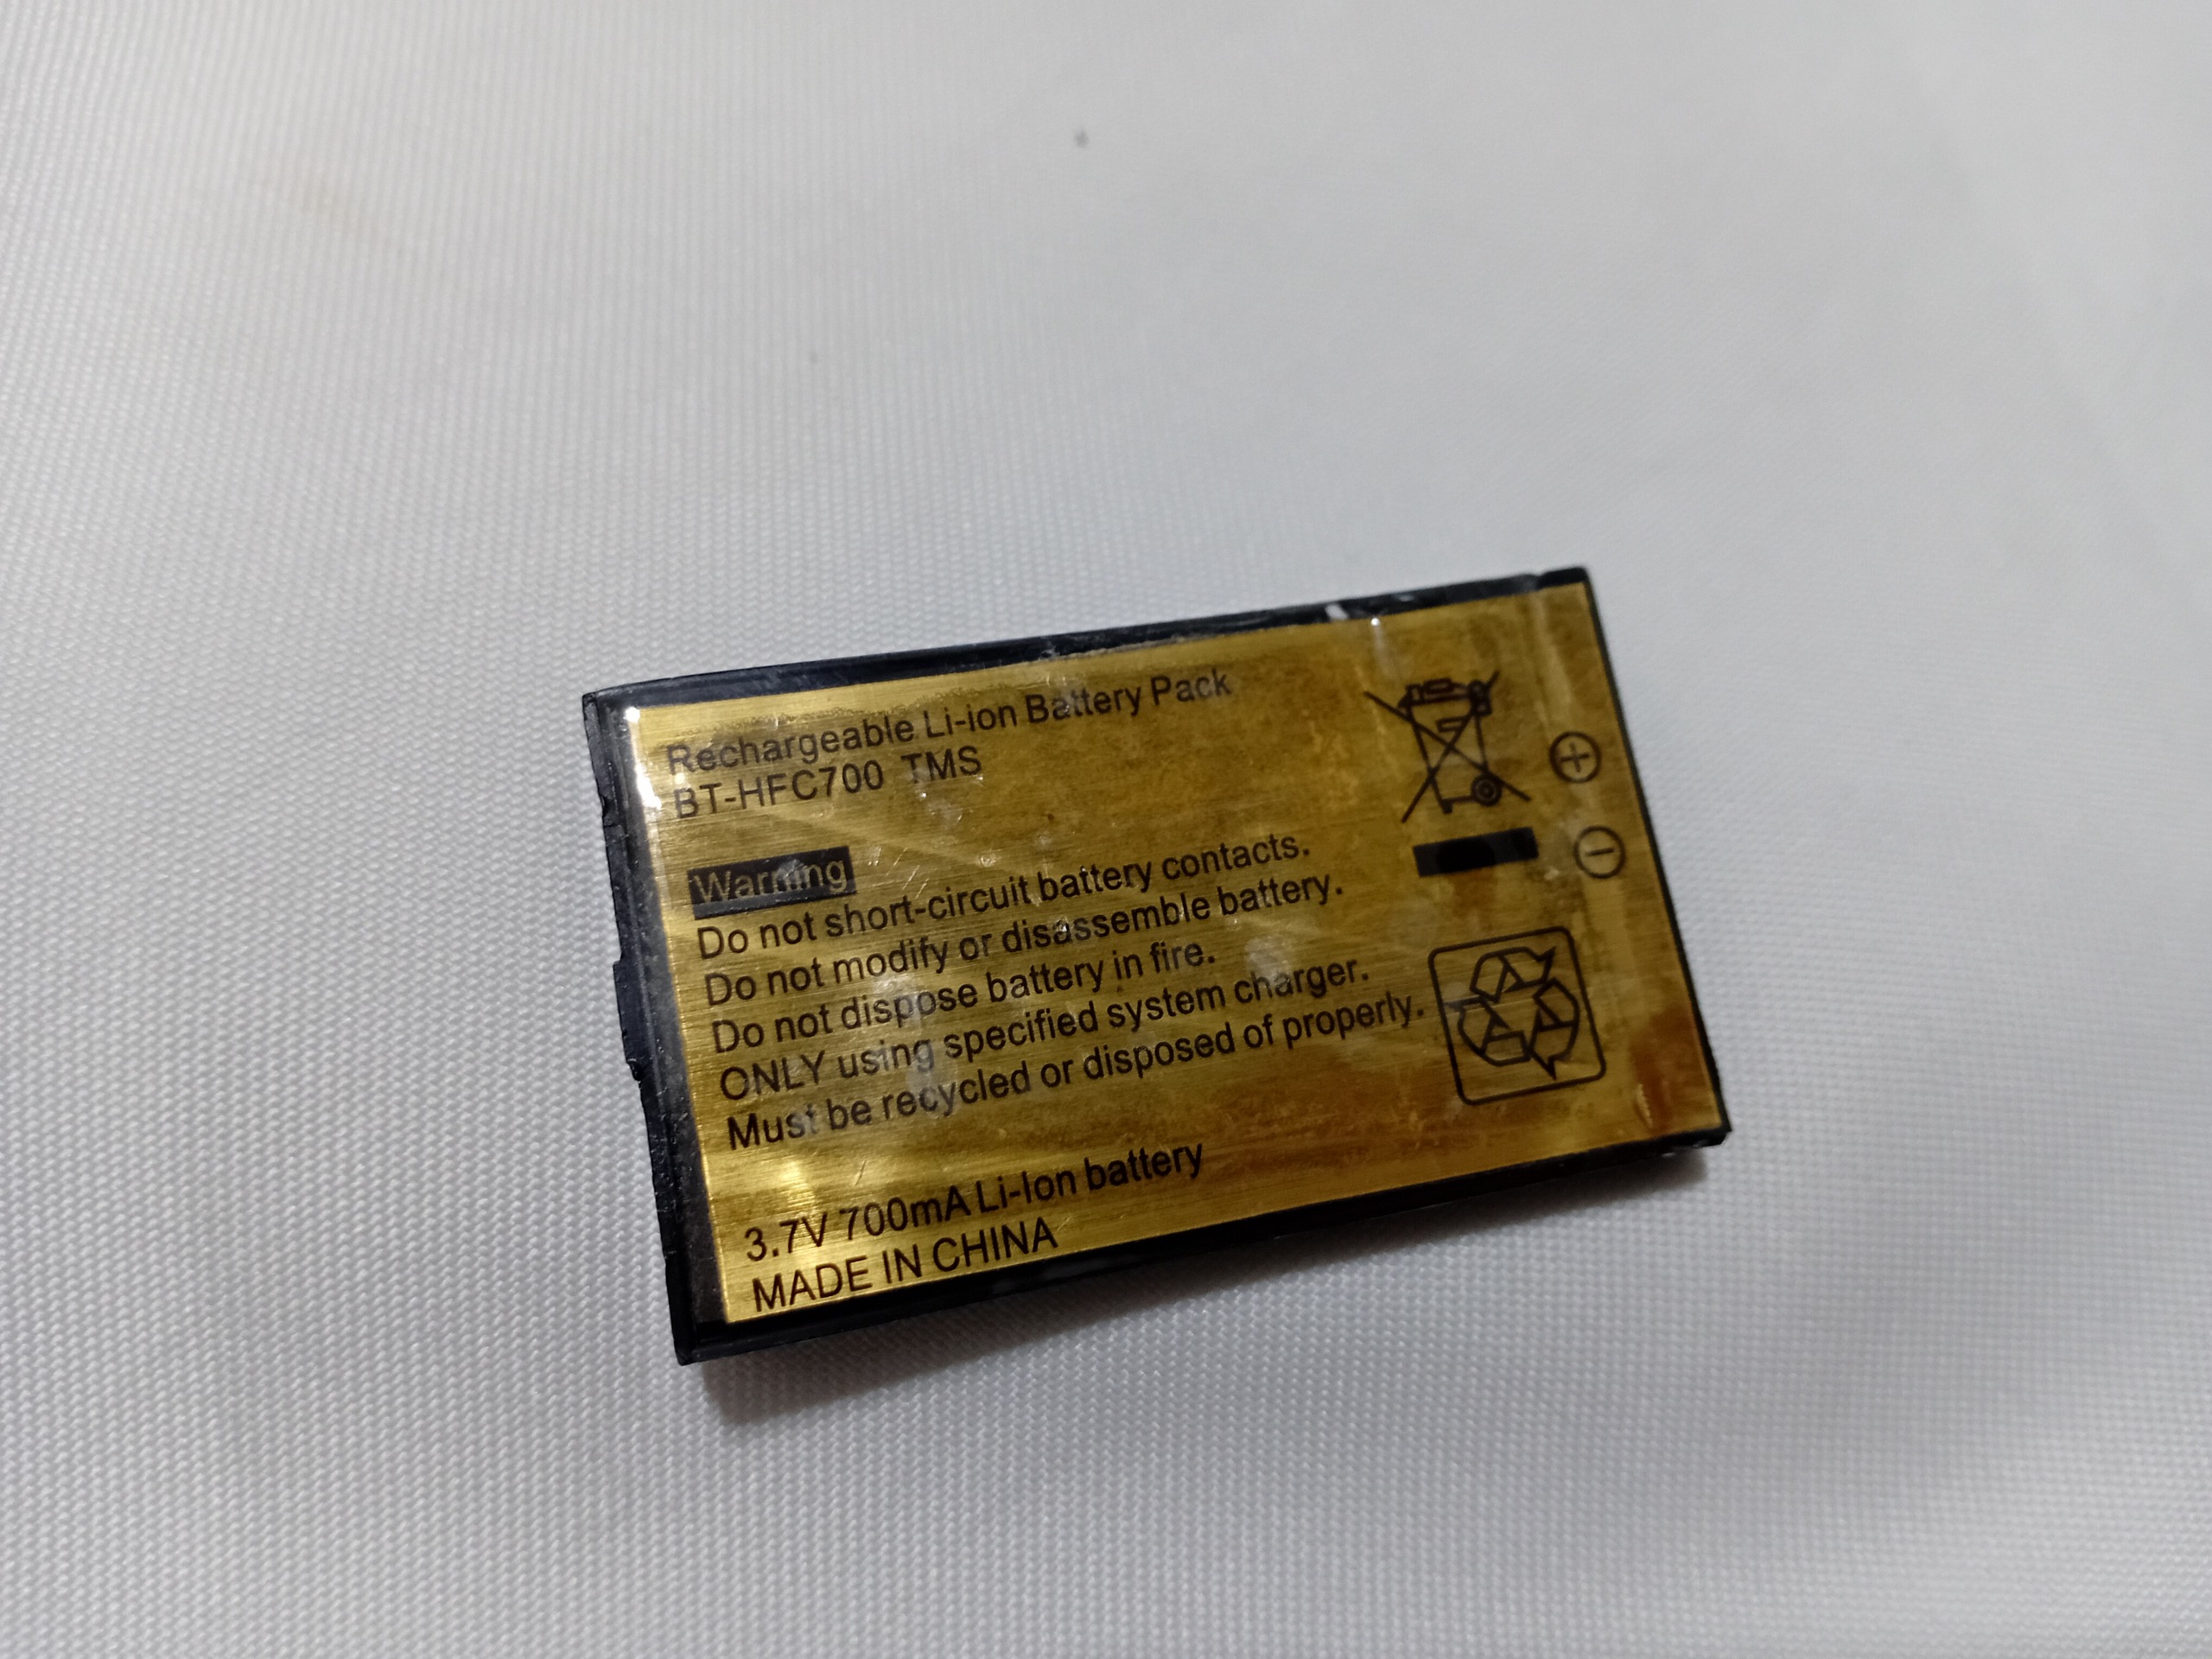 Rechargeable Li-ion Battery Pack
BT-HFC700 TMS
Warning
Do not short-circuit battery contacts.
Do not modify or disassemble battery.
Do not dispose battery in fire.
ONLY using specified system charger.
Must be recycled or disposed of properly.
3.7V 700mA Li-Ion battery
MADE IN CHINA